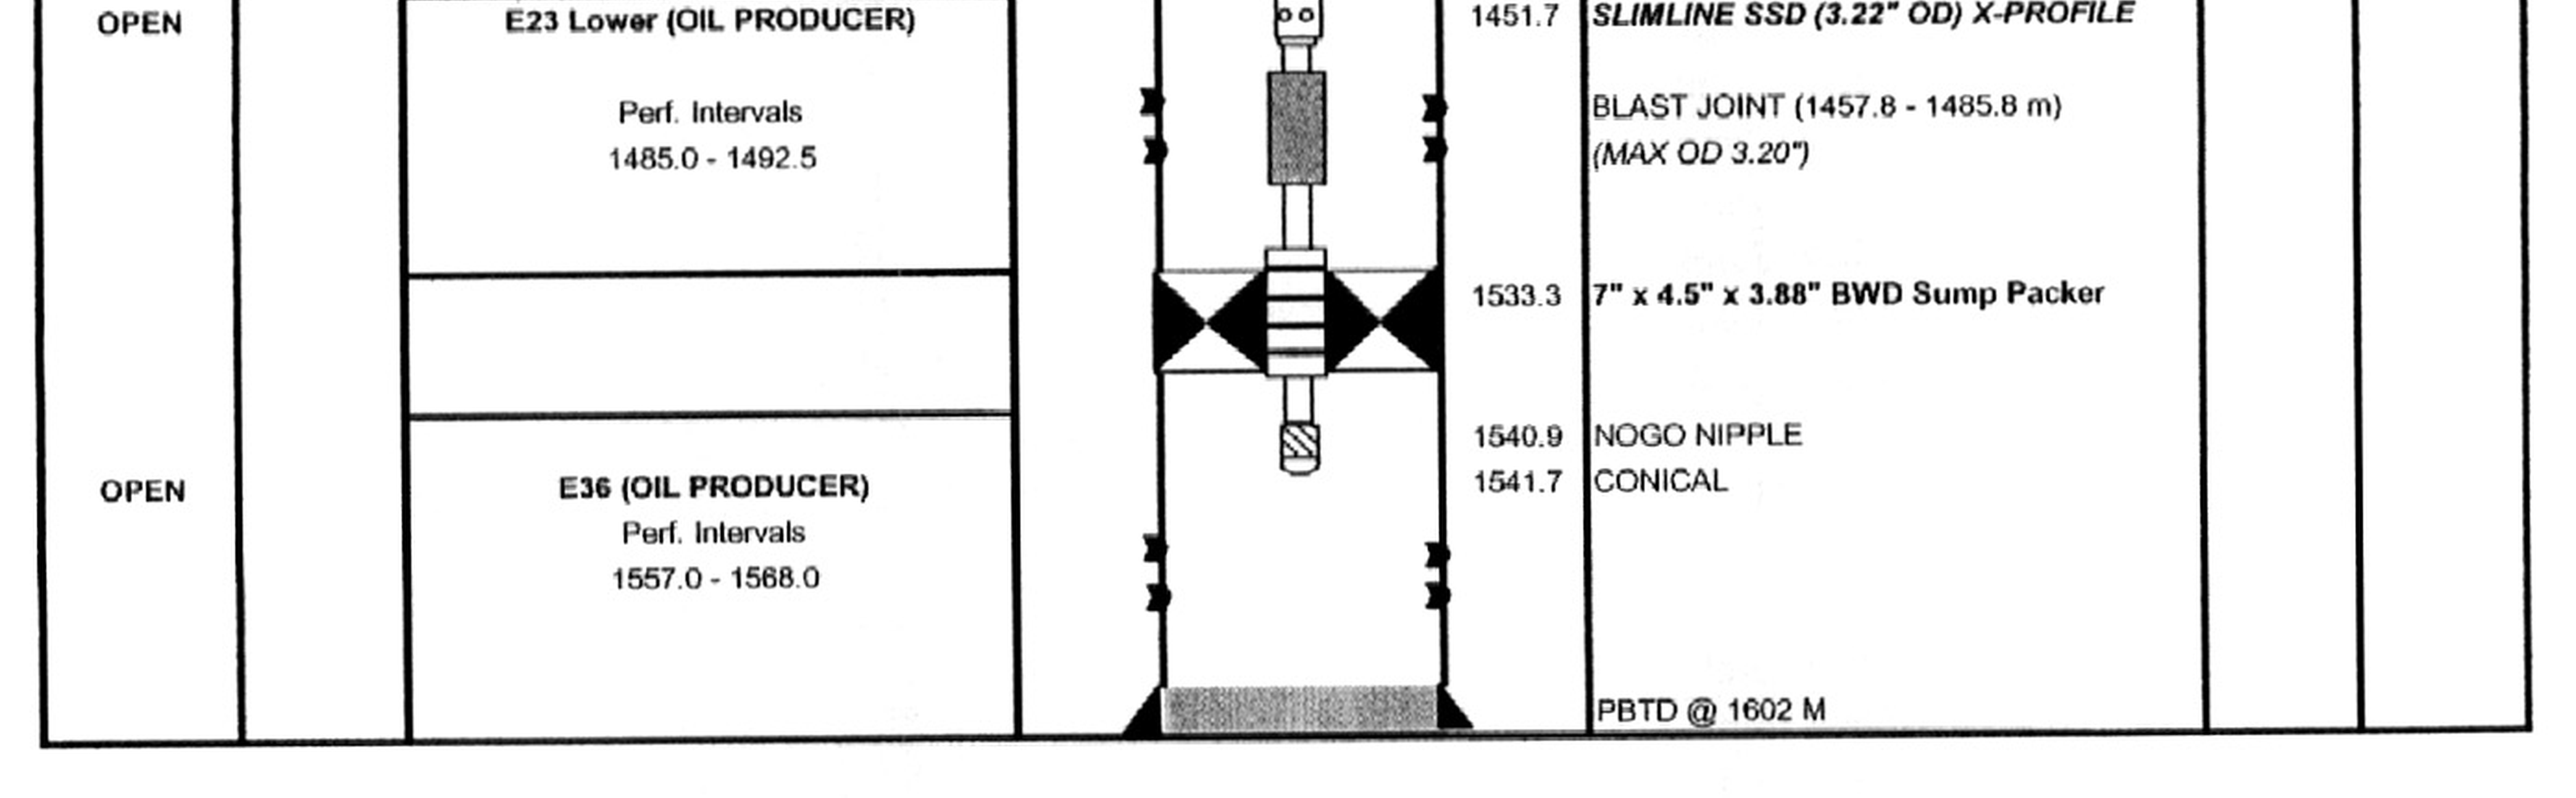 OPEN
E23 Lower (OIL PRODUCER)
1451.7 SLIMLINE SSD (3.22" OD) X-PROFILE
Perf. Intervals
BLAST JOINT (1457.8 - 1485.8 m)
1485.0 - 1492.5
(MAX OD 3.20")
1533.3 7" x 4.5" x 3.88" BWD Sump Packer
1540.9 NOGO NIPPLE
OPEN
E36 (OIL PRODUCER)
1541.7 CONICAL
Perf. Intervals
1557.0 - 1568.0
PBTD @ 1602 M